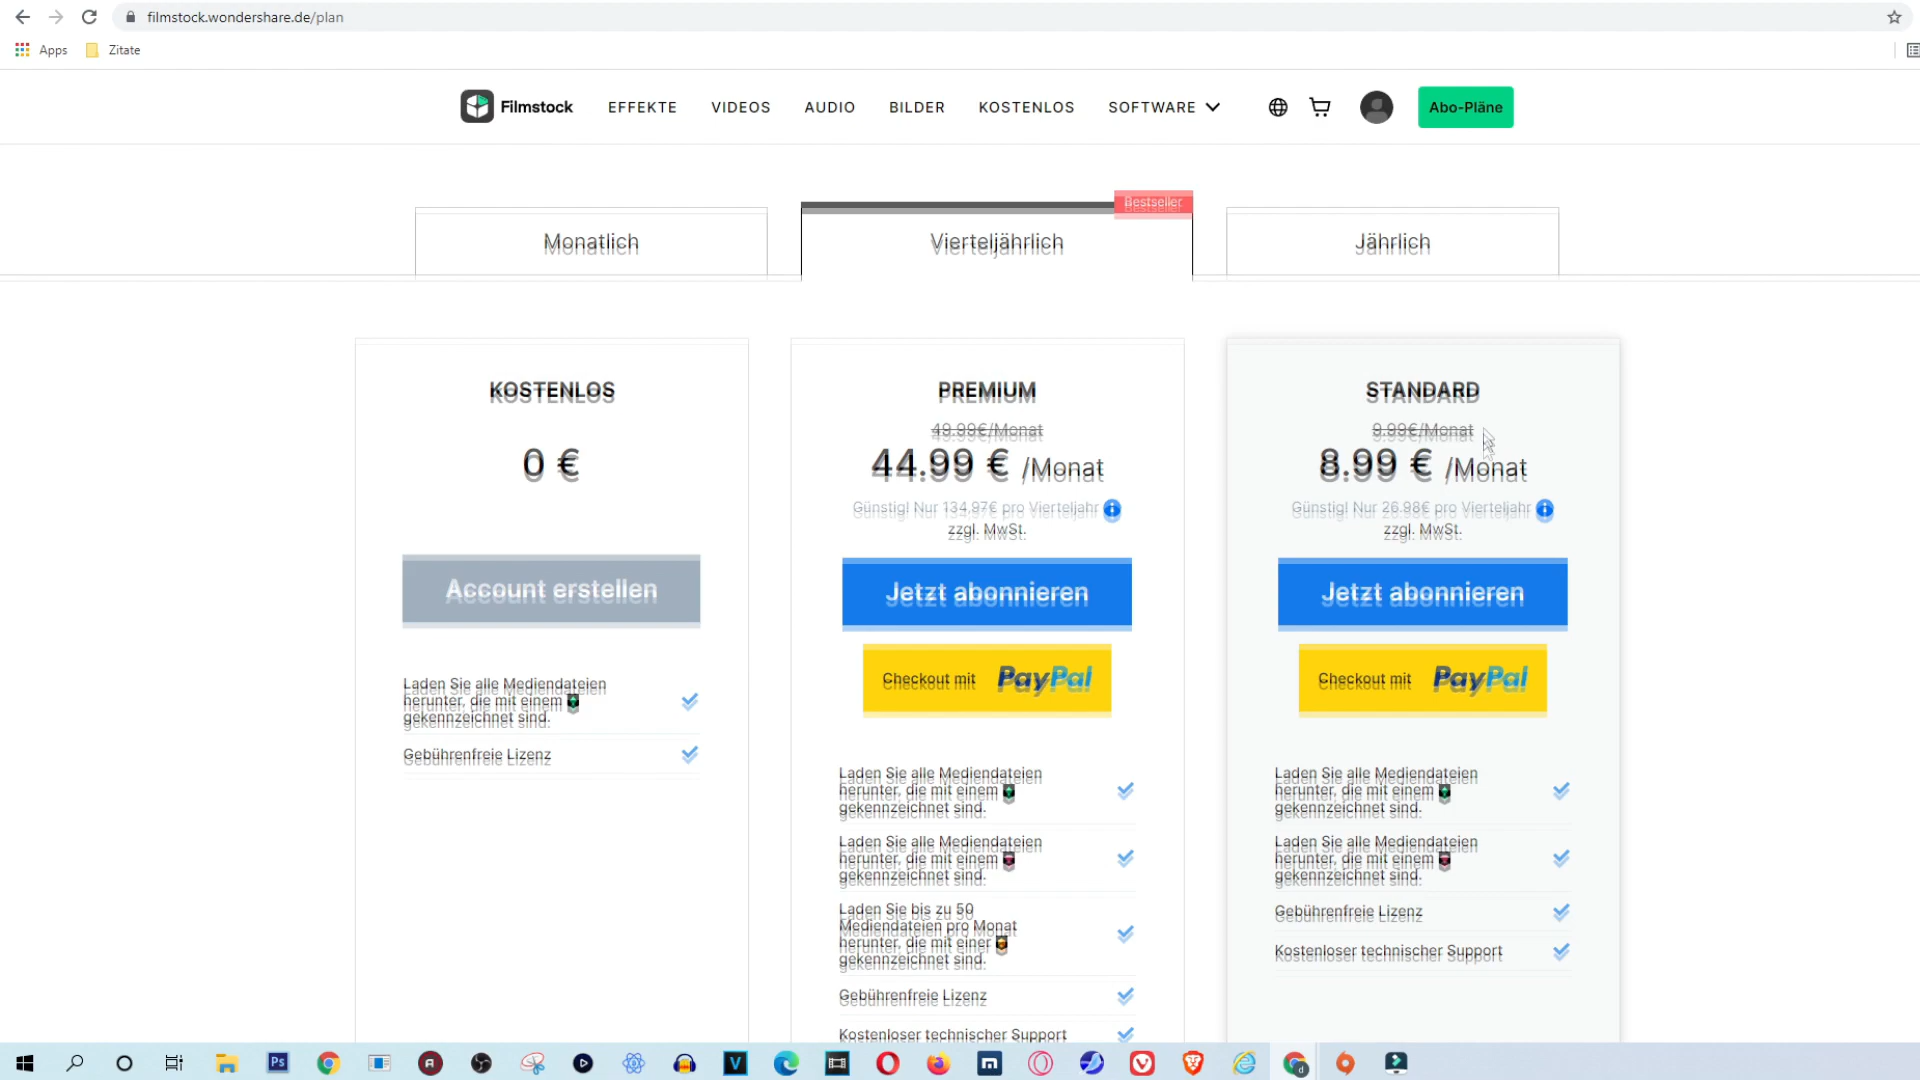 filmstock.wondershare.de/plan
Apps
Zitate
Filmstock
EFFEKTE
VIDEOS
AUDIO
BILDER
KOSTENLOS
SOFTWARE
Abo-Pläne
Bestseller
Monatlich
Vierteljährlich
Jährlich
KOSTENLOS
0 €
Account erstellen
Laden Sie alle Mediendateien
herunter, die mit einem
gekennzeichnet sind.
Gebührenfreie Lizenz
PREMIUM
49.99€/Monat
44.99 € /Monat
Günstig! Nur 134.97€ pro Vierteljahr
zzgl. MwSt.
Jetzt abonnieren
Checkout mit PayPal
Laden Sie alle Mediendateien
herunter, die mit einem
gekennzeichnet sind.
Laden Sie alle Mediendateien
herunter, die mit einem
gekennzeichnet sind.
Laden Sie bis zu 50
Mediendateien pro Monat
herunter, die mit einer
gekennzeichnet sind.
Gebührenfreie Lizenz
Kostenloser technischer Support
STANDARD
9.99€/Monat
8.99 € /Monat
Günstig! Nur 26.98€ pro Vierteljahr
zzgl. MwSt.
Jetzt abonnieren
Checkout mit PayPal
Laden Sie alle Mediendateien
herunter, die mit einem
gekennzeichnet sind.
Laden Sie alle Mediendateien
herunter, die mit einem
gekennzeichnet sind.
Gebührenfreie Lizenz
Kostenloser technischer Support
Ps